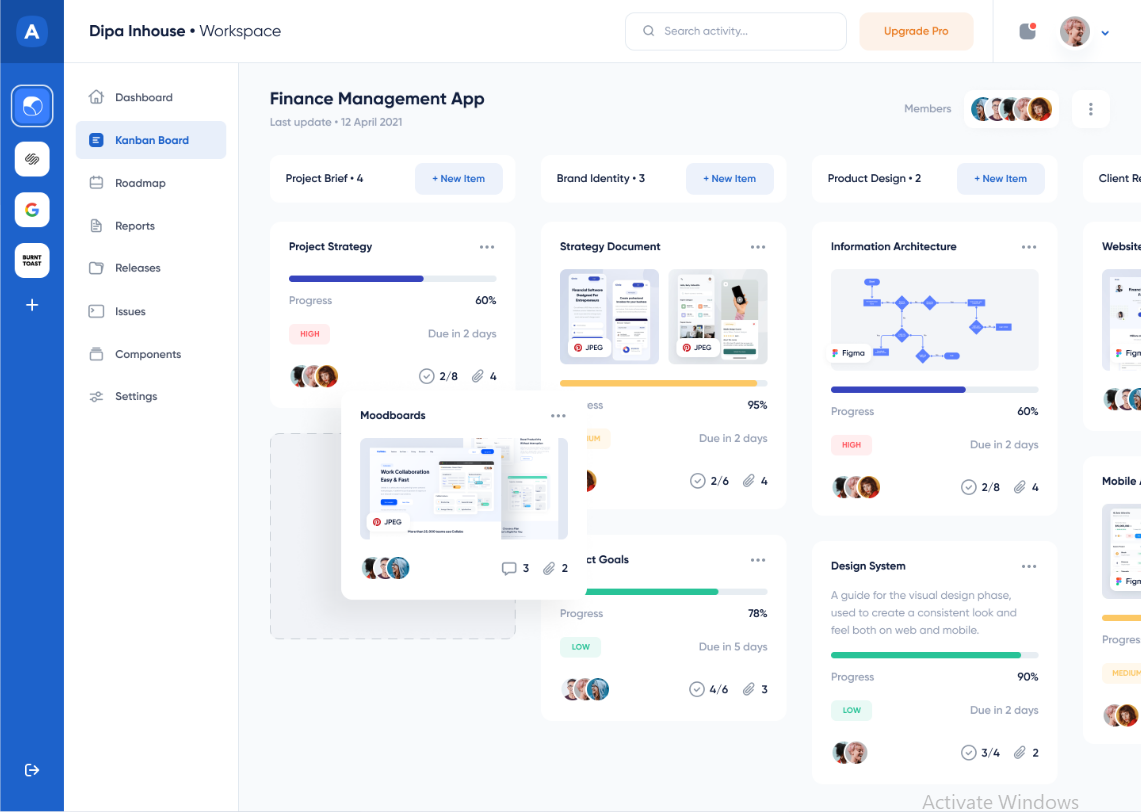 A
Dipa Inhouse • Workspace
Search activity...
Upgrade Pro
BURNT
TOAST
Dashboard
Kanban Board
Roadmap
Reports
Releases
Issues
Components
Settings
Finance Management App
Last update • 12 April 2021
Members
Project Brief • 4
+ New Item
Project Strategy
Progress
60%
HIGH
Due in 2 days
2/8
4
Moodboards
Work Collaboration
Easy & Fast
JPEG
3
2
Brand Identity • 3
+ New Item
Strategy Document
Financial Software
Designed For
Entrepreneurs
JPEG
JPEG
ess
95%
UM
Due in 2 days
2/6
4
ct Goals
Progress
78%
LOW
Due in 5 days
4/6
3
Product Design • 2
+ New Item
Information Architecture
Figma
Progress
60%
HIGH
Due in 2 days
2/8
4
Design System
A guide for the visual design phase,
used to create a consistent look and
feel both on web and mobile.
Progress
90%
LOW
Due in 2 days
3/4
2
Client Re
Website
Figm
Mobile A
Figm
Progres
MEDIUM
Activate Windows